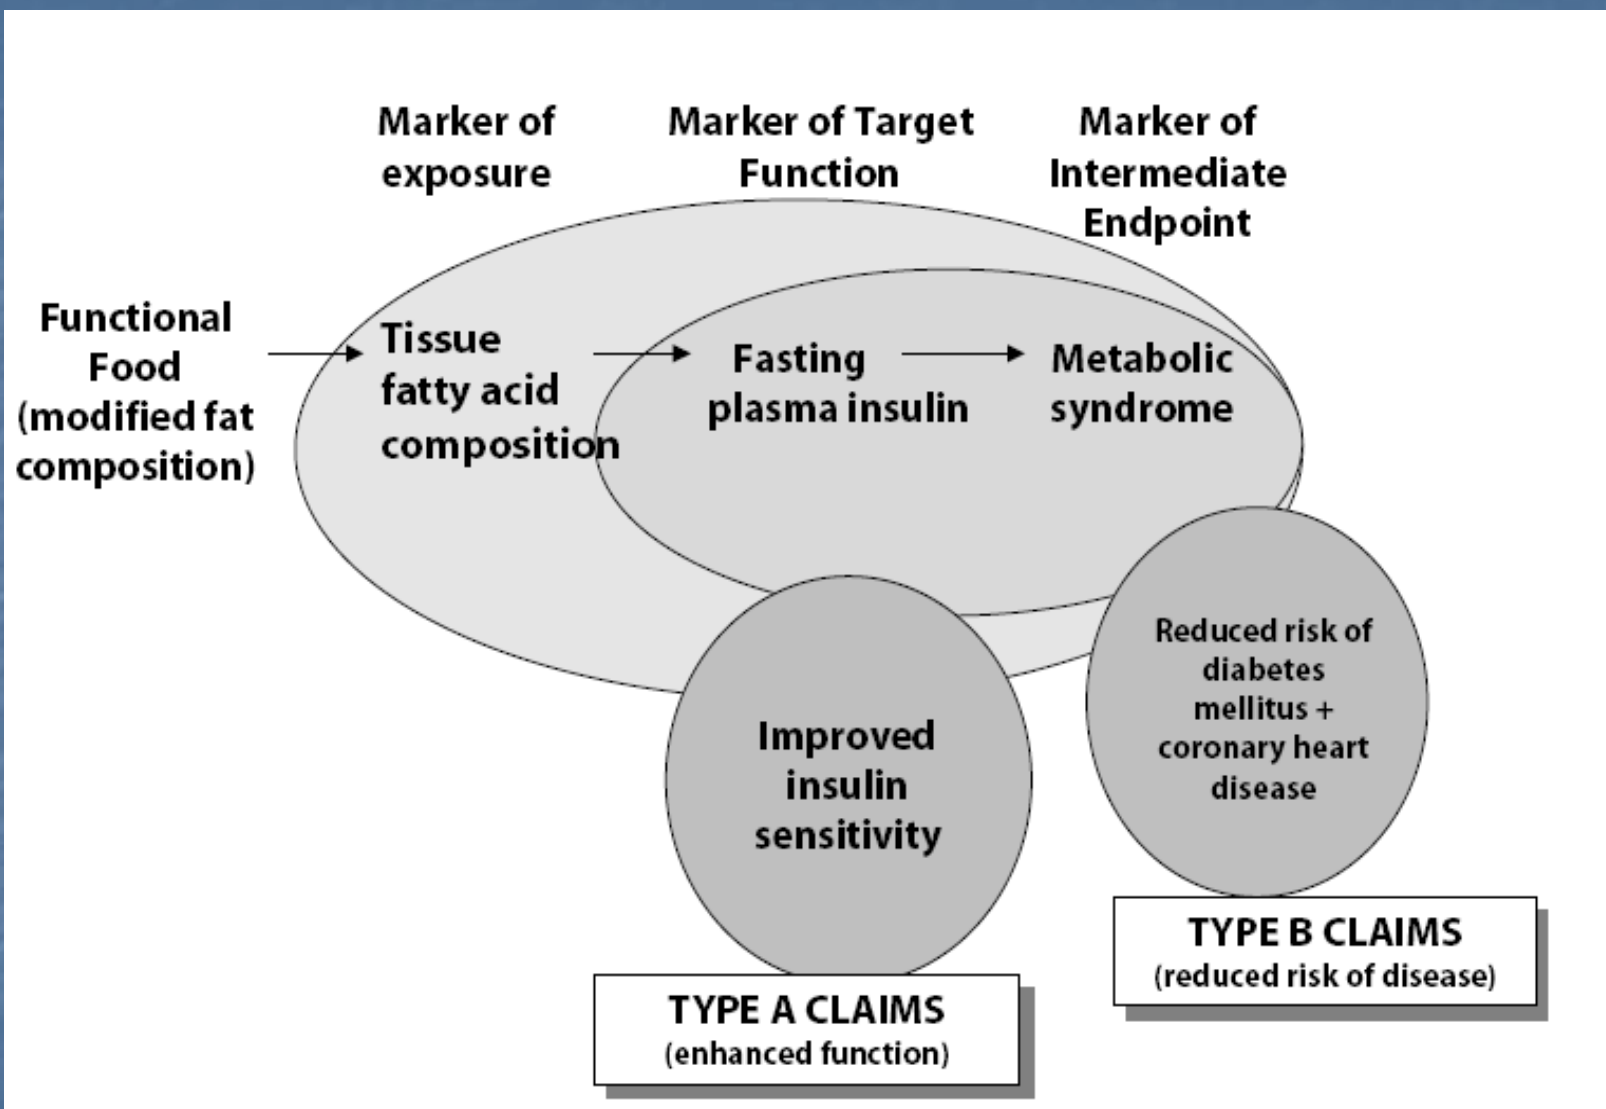 Marker of
exposure
Marker of Target
Function
Marker of
Intermediate
Endpoint
Functional
Food
(modified fat
composition)
Tissue
fatty acid
composition
Fasting
plasma insulin
Metabolic
syndrome
Improved
insulin
sensitivity
Reduced risk of
diabetes
mellitus +
coronary heart
disease
TYPE A CLAIMS
(enhanced function)
TYPE B CLAIMS
(reduced risk of disease)